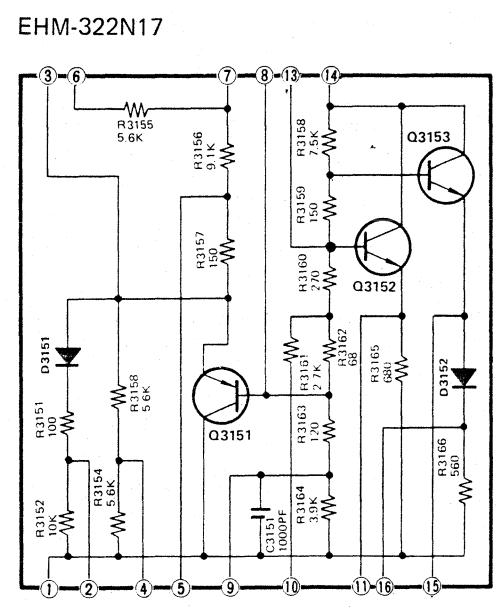 EHM-322N17
3 6 7 8 13 14
R3155
5.6K
R3156
9.1K
R3158
7.5K
Q3153
R3159
150
R3157
150
R3160
270
Q3152
D3151
R3158
5.6K
R3161
2.7K
R3162
68
R3165
680
D3152
R3151
100
Q3151
R3163
120
R3152
10K
R3154
5.6K
C3151
1000PF
R3164
3.9K
R3166
560
1 2 4 5 9 10 11 16 15